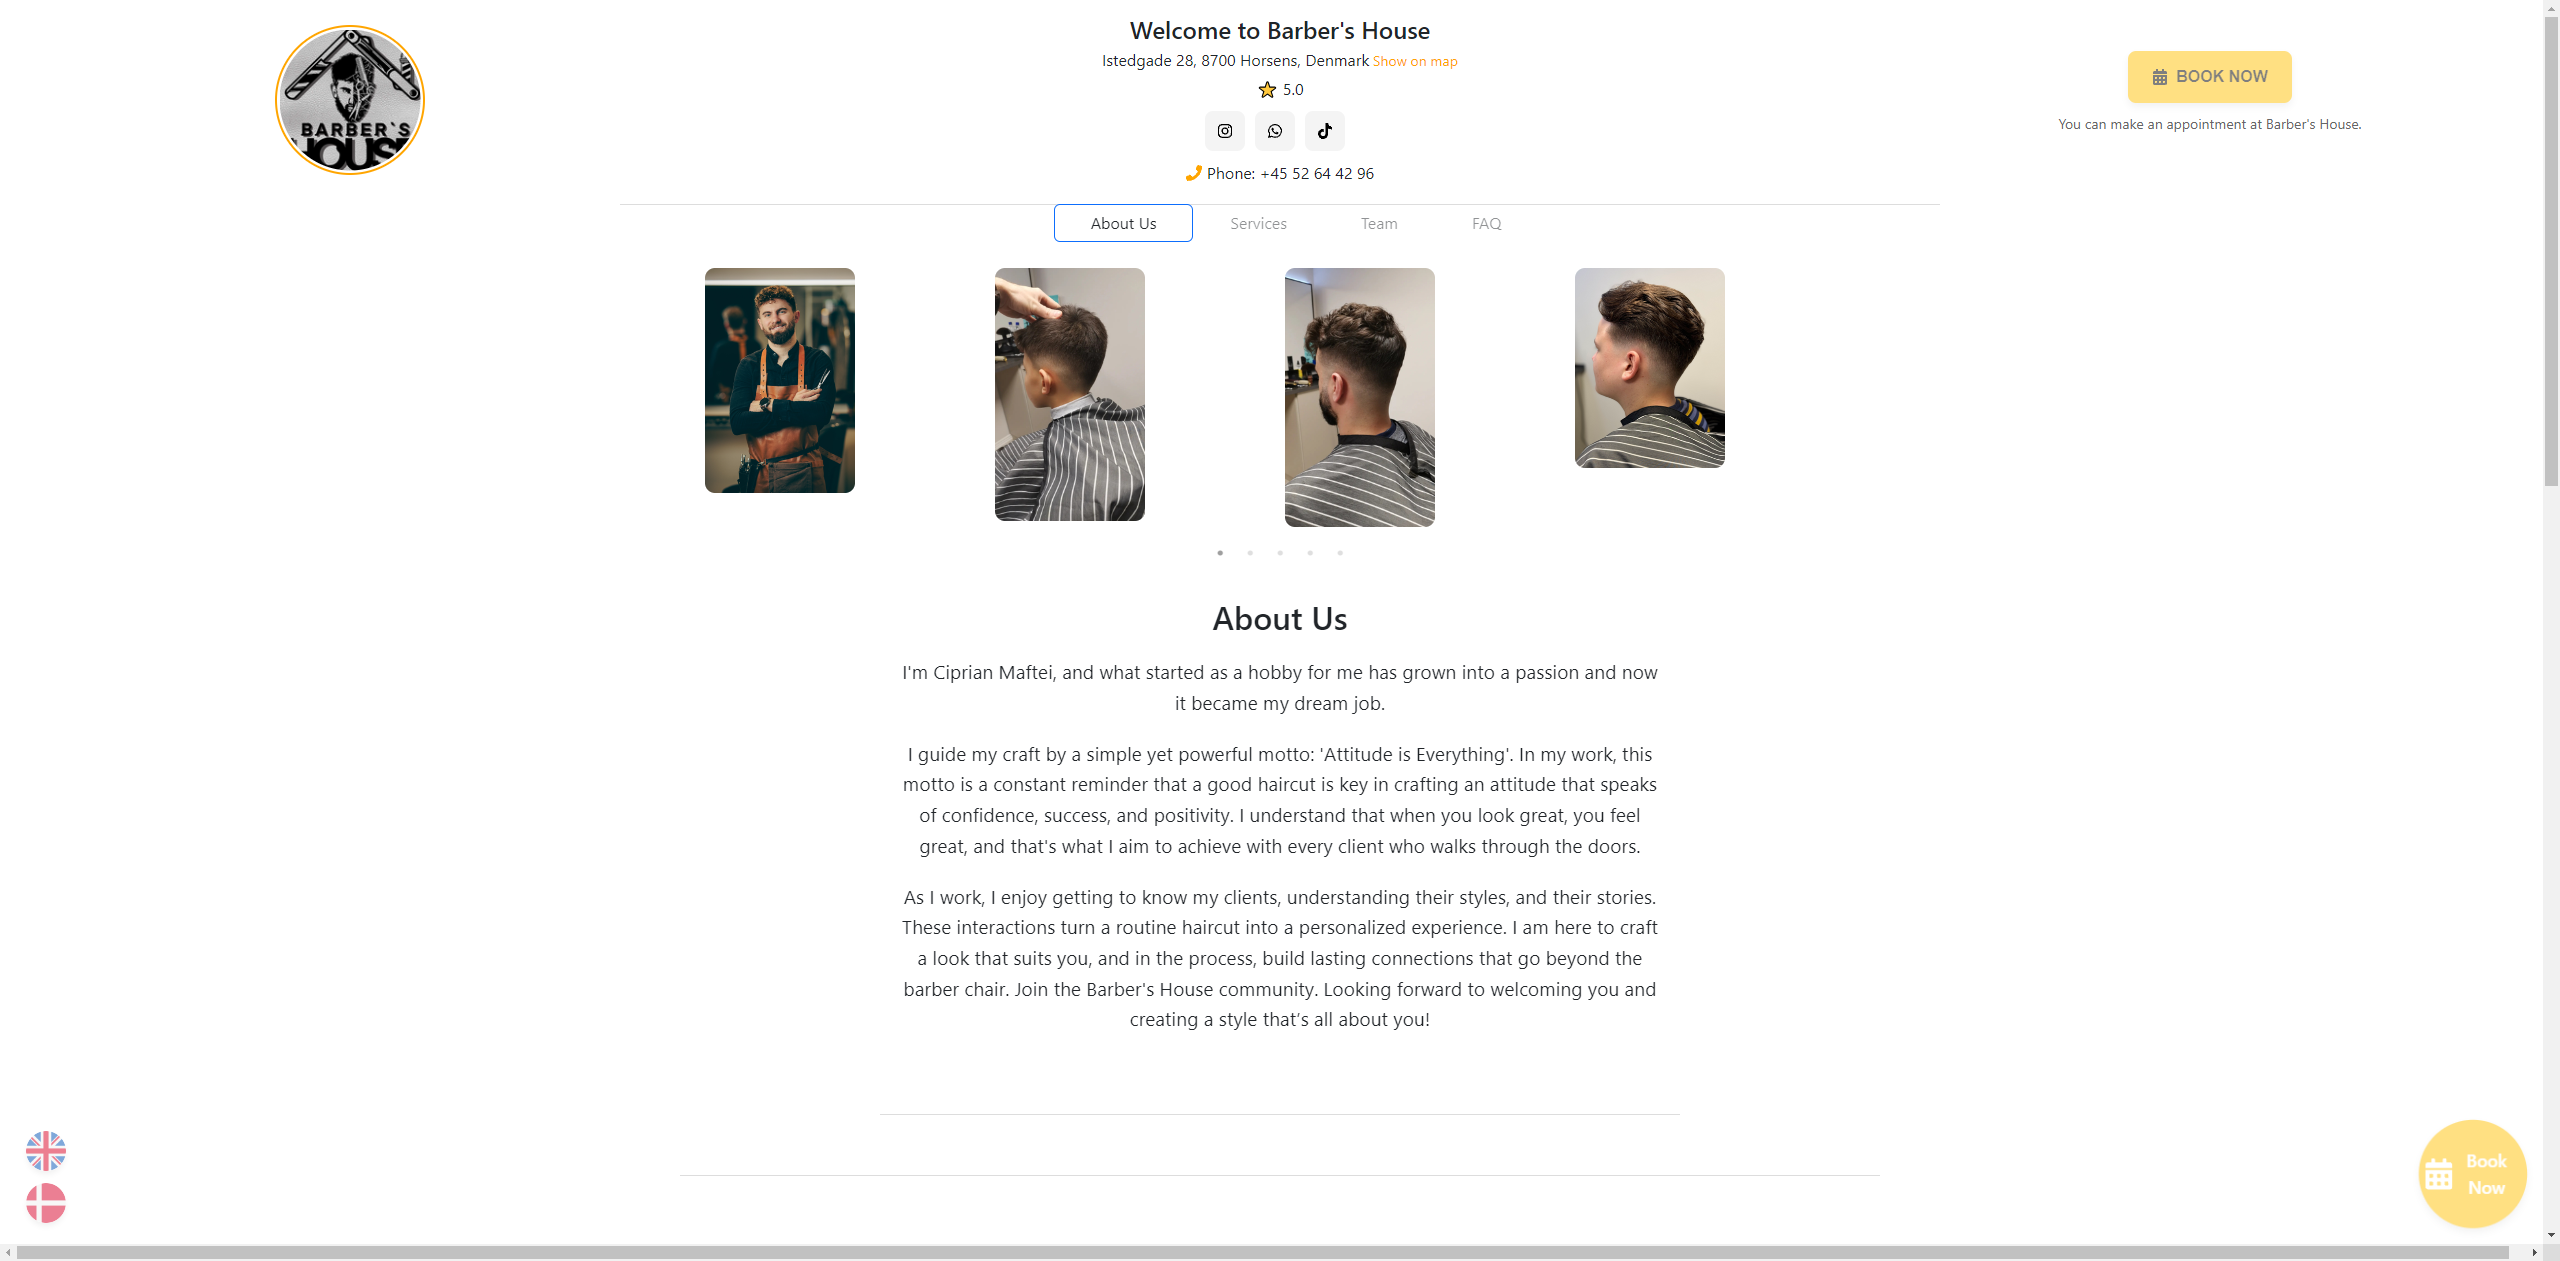 BARBER`S
HOUSE
Welcome to Barber's House
Istedgade 28, 8700 Horsens, Denmark Show on map
5.0
Phone: +45 52 64 42 96
BOOK NOW
You can make an appointment at Barber's House.
About Us
Services
Team
FAQ
About Us
I'm Ciprian Maftei, and what started as a hobby for me has grown into a passion and now
it became my dream job.
I guide my craft by a simple yet powerful motto: 'Attitude is Everything'. In my work, this
motto is a constant reminder that a good haircut is key in crafting an attitude that speaks
of confidence, success, and positivity. I understand that when you look great, you feel
great, and that's what I aim to achieve with every client who walks through the doors.
As I work, I enjoy getting to know my clients, understanding their styles, and their stories.
These interactions turn a routine haircut into a personalized experience. I am here to craft
a look that suits you, and in the process, build lasting connections that go beyond the
barber chair. Join the Barber's House community. Looking forward to welcoming you and
creating a style that’s all about you!
Book
Now